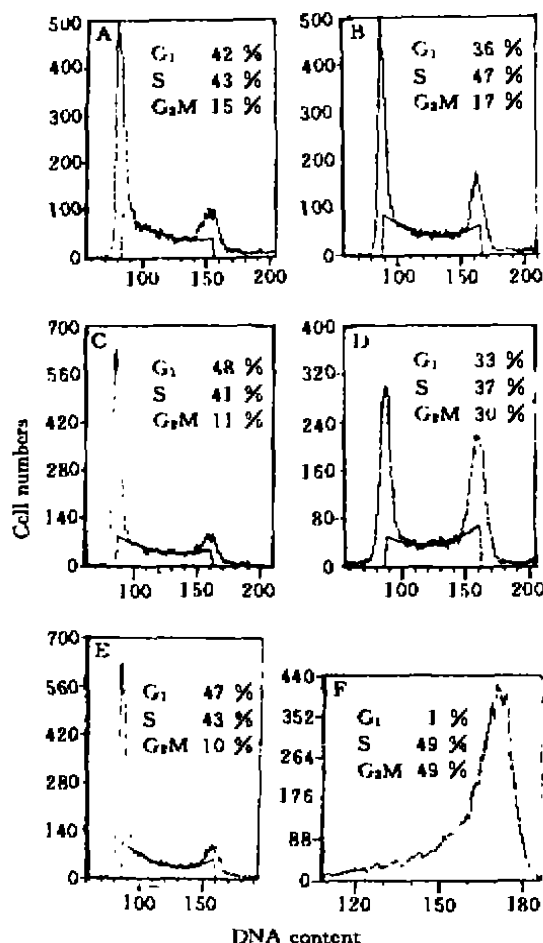 A
G₁ 42 %
S 43 %
G₂M 15 %
500
400
300
200
100
0
100 150 200
B
G₁ 36 %
S 47 %
G₂M 17 %
500
400
300
200
100
0
100 150 200
C
G₁ 48 %
S 41 %
G₂M 11 %
700
560
420
280
140
0
100 150 200
D
G₁ 33 %
S 37 %
G₂M 30 %
400
320
240
160
80
0
100 150 200
E
G₁ 47 %
S 43 %
G₂M 10 %
700
560
420
280
140
0
100 150
F
G₁ 1 %
S 49 %
G₂M 49 %
440
352
264
176
88
0
120 150 180
Cell numbers
DNA content